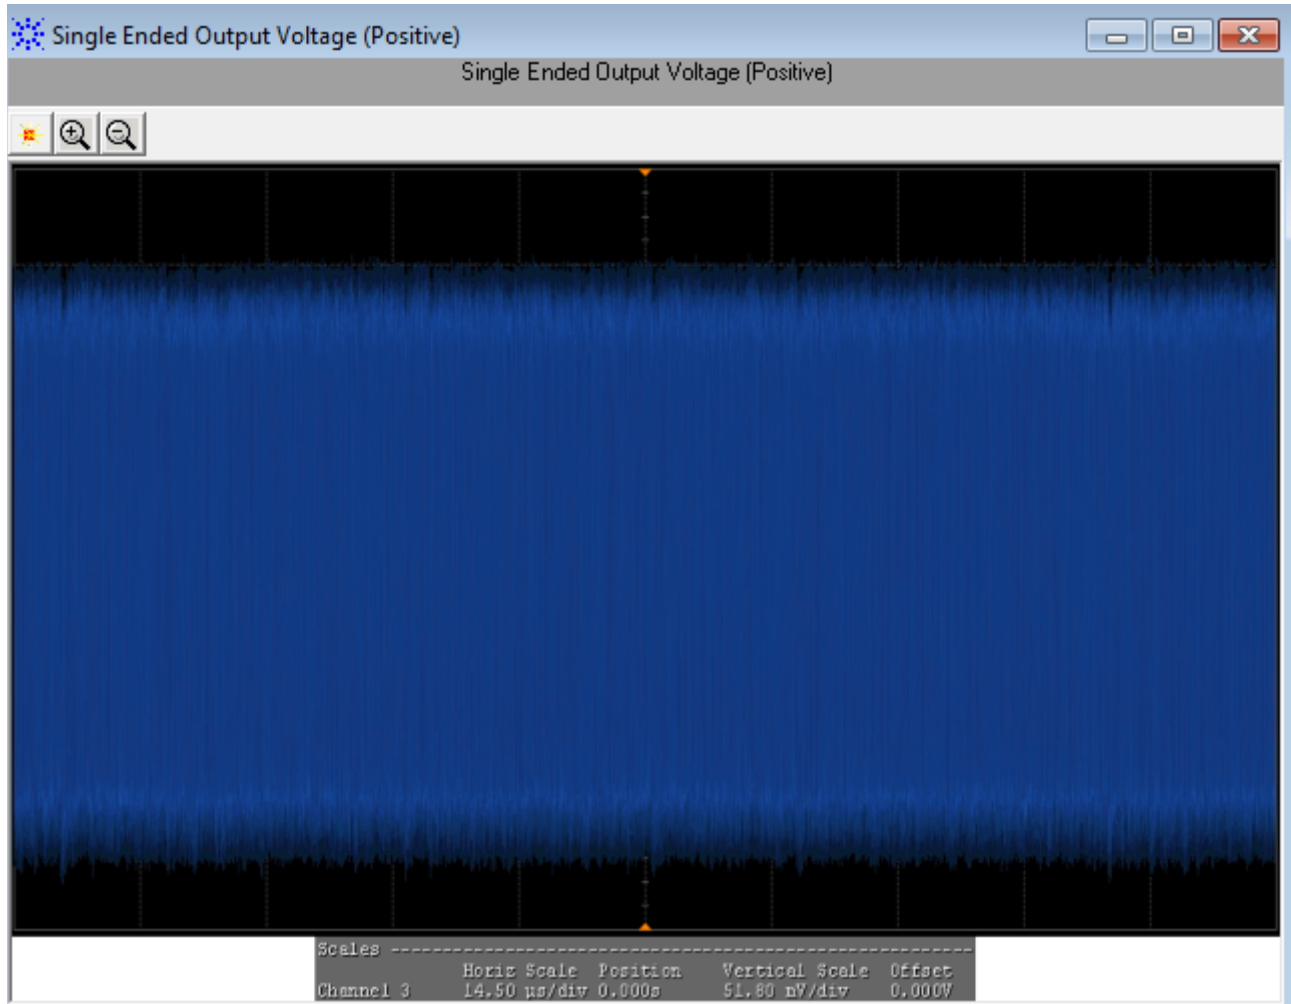 Single Ended Output Voltage (Positive)
Single Ended Output Voltage (Positive)
Scales ------------------------------------------------------------
Horiz Scale Position Vertical Scale Offset
Channel 3 14.50 µs/div 0.000s 51.80 mV/div 0.000V